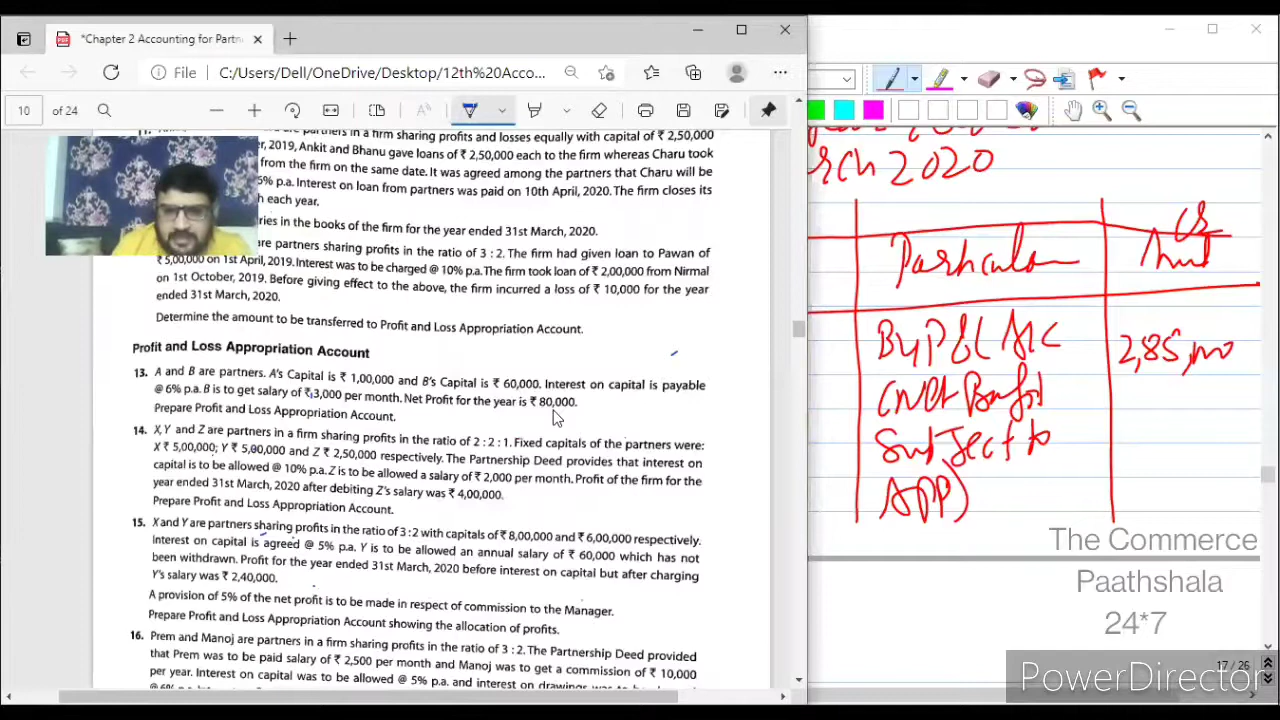 *Chapter 2 Accounting for Partn
File
C:/Users/Dell/OneDrive/Desktop/12th%20Acco...
10 of 24
are partners in a firm sharing profits and losses equally with capital of ₹ 2,50,000
er, 2019, Ankit and Bhanu gave loans of ₹ 2,50,000 each to the firm whereas Charu took
from the firm on the same date. It was agreed among the partners that Charu will be
5% p.a. Interest on loan from partners was paid on 10th April, 2020. The firm closes its
h each year.
ries in the books of the firm for the year ended 31st March, 2020.
are partners sharing profits in the ratio of 3 : 2. The firm had given loan to Pawan of
₹ 5,00,000 on 1st April, 2019. Interest was to be charged @ 10% p.a. The firm took loan of ₹ 2,00,000 from Nirmal
on 1st October, 2019. Before giving effect to the above, the firm incurred a loss of ₹ 10,000 for the year
ended 31st March, 2020.
Determine the amount to be transferred to Profit and Loss Appropriation Account.
Profit and Loss Appropriation Account
13. A and B are partners. A's Capital is ₹ 1,00,000 and B's Capital is ₹ 60,000. Interest on capital is payable
@ 6% p.a. B is to get salary of ₹ 3,000 per month. Net Profit for the year is ₹ 80,000.
Prepare Profit and Loss Appropriation Account.
14. X, Y and Z are partners in a firm sharing profits in the ratio of 2 : 2 : 1. Fixed capitals of the partners were:
X ₹ 5,00,000; Y ₹ 5,00,000 and Z ₹ 2,50,000 respectively. The Partnership Deed provides that interest on
capital is to be allowed @ 10% p.a. Z is to be allowed a salary of ₹ 2,000 per month. Profit of the firm for the
year ended 31st March, 2020 after debiting Z's salary was ₹ 4,00,000.
Prepare Profit and Loss Appropriation Account.
15. X and Y are partners sharing profits in the ratio of 3 : 2 with capitals of ₹ 8,00,000 and ₹ 6,00,000 respectively.
Interest on capital is agreed @ 5% p.a. Y is to be allowed an annual salary of ₹ 60,000 which has not
been withdrawn. Profit for the year ended 31st March, 2020 before interest on capital but after charging
Y's salary was ₹ 2,40,000.
A provision of 5% of the net profit is to be made in respect of commission to the Manager.
Prepare Profit and Loss Appropriation Account showing the allocation of profits.
16. Prem and Manoj are partners in a firm sharing profits in the ratio of 3 : 2. The Partnership Deed provided
that Prem was to be paid salary of ₹ 2,500 per month and Manoj was to get a commission of ₹ 10,000
per year. Interest on capital was to be allowed @ 5% p.a. and interest on drawings was to be
rch 2020
Cr
By P&L A/c
2,85,
Subject to
APP)
The Commerce
Paathshala
24*7
17 / 26
PowerDirector